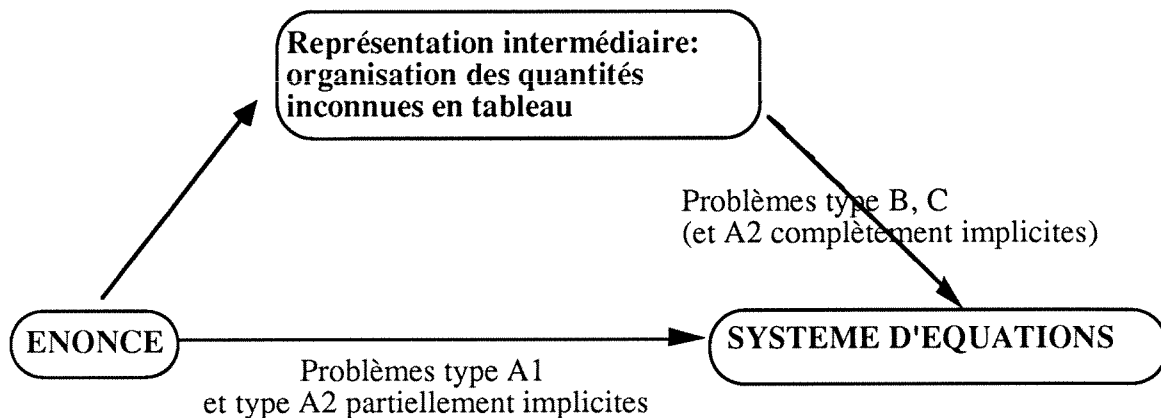 Représentation intermédiaire:
organisation des quantités
inconnues en tableau
Problèmes type B, C
(et A2 complètement implicites)
ENONCE
SYSTEME D'EQUATIONS
Problèmes type A1
et type A2 partiellement implicites